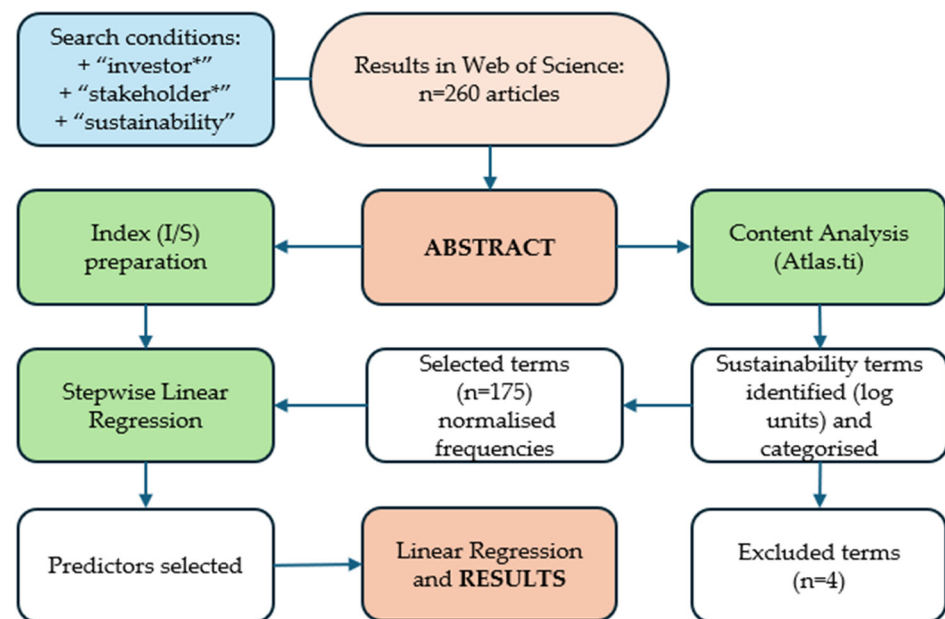 Search conditions:
+ “investor*”
+ “stakeholder*”
+ “sustainability”
Results in Web of Science:
n=260 articles
Index (I/S)
preparation
ABSTRACT
Content Analysis
(Atlas.ti)
Stepwise Linear
Regression
Selected terms
(n=175)
normalised
frequencies
Sustainability terms
identified (log
units) and
categorised
Predictors selected
Linear Regression
and RESULTS
Excluded terms
(n=4)